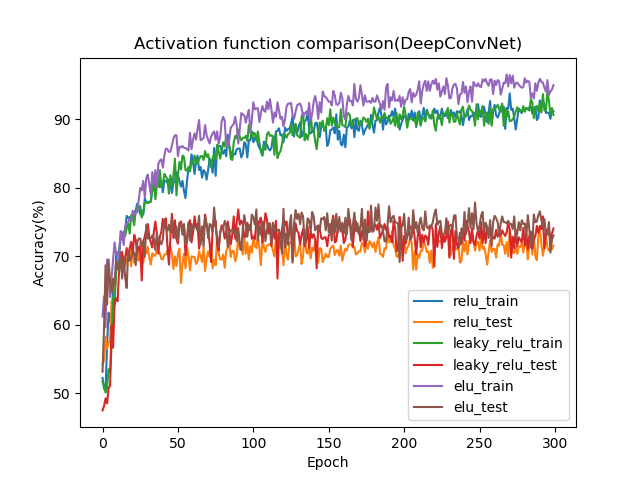 Activation function comparison(DeepConvNet)
Accuracy(%)
90
80
70
60
50
0
50
100
150
200
250
300
Epoch
relu_train
relu_test
leaky_relu_train
leaky_relu_test
elu_train
elu_test